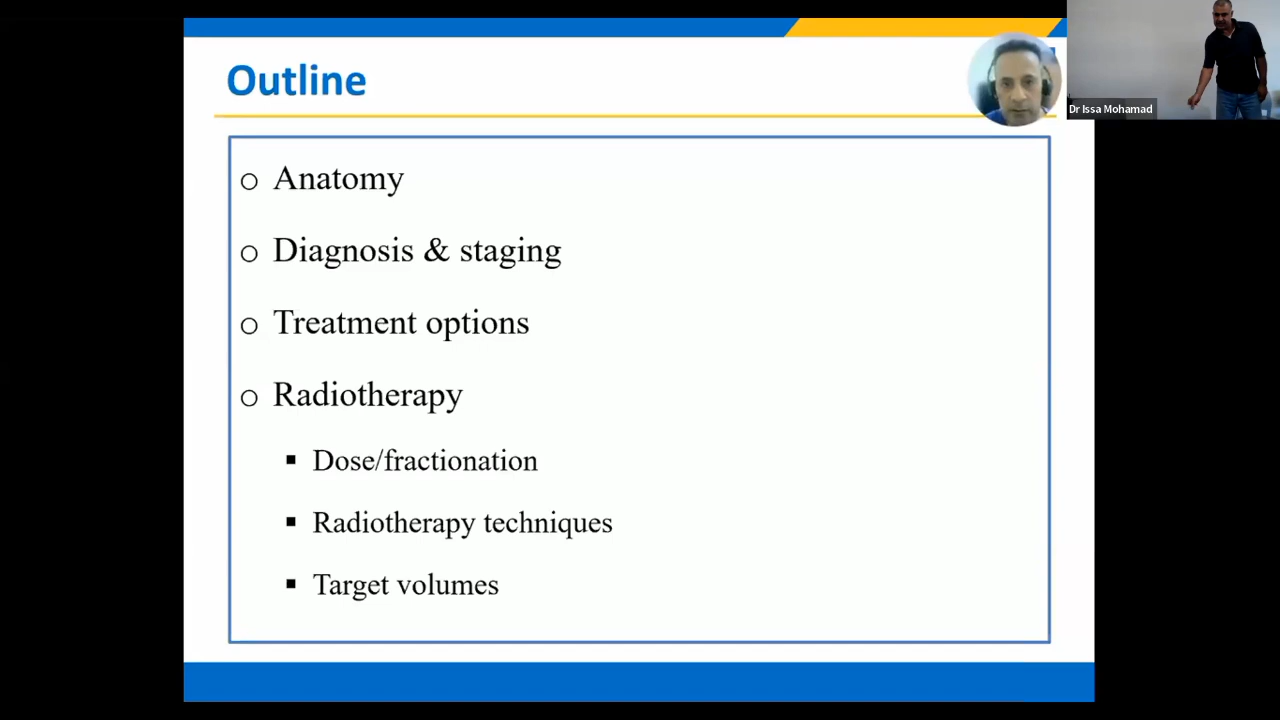 Outline
Dr Issa Mohamad
Anatomy
Diagnosis & staging
Treatment options
Radiotherapy
Dose/fractionation
Radiotherapy techniques
Target volumes